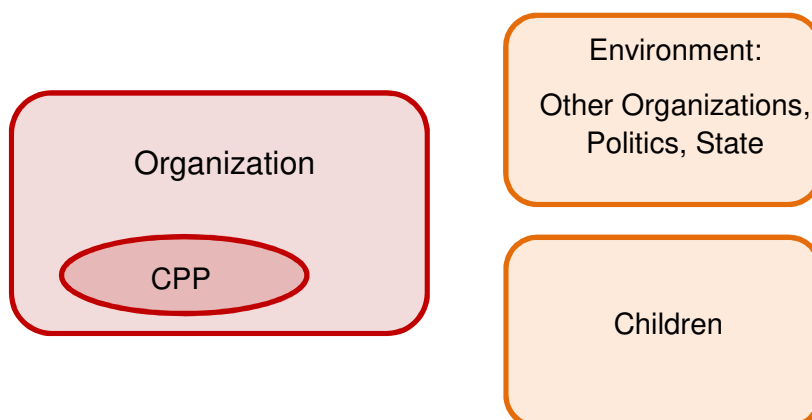 Organization
CPP
Environment:
Other Organizations,
Politics, State
Children